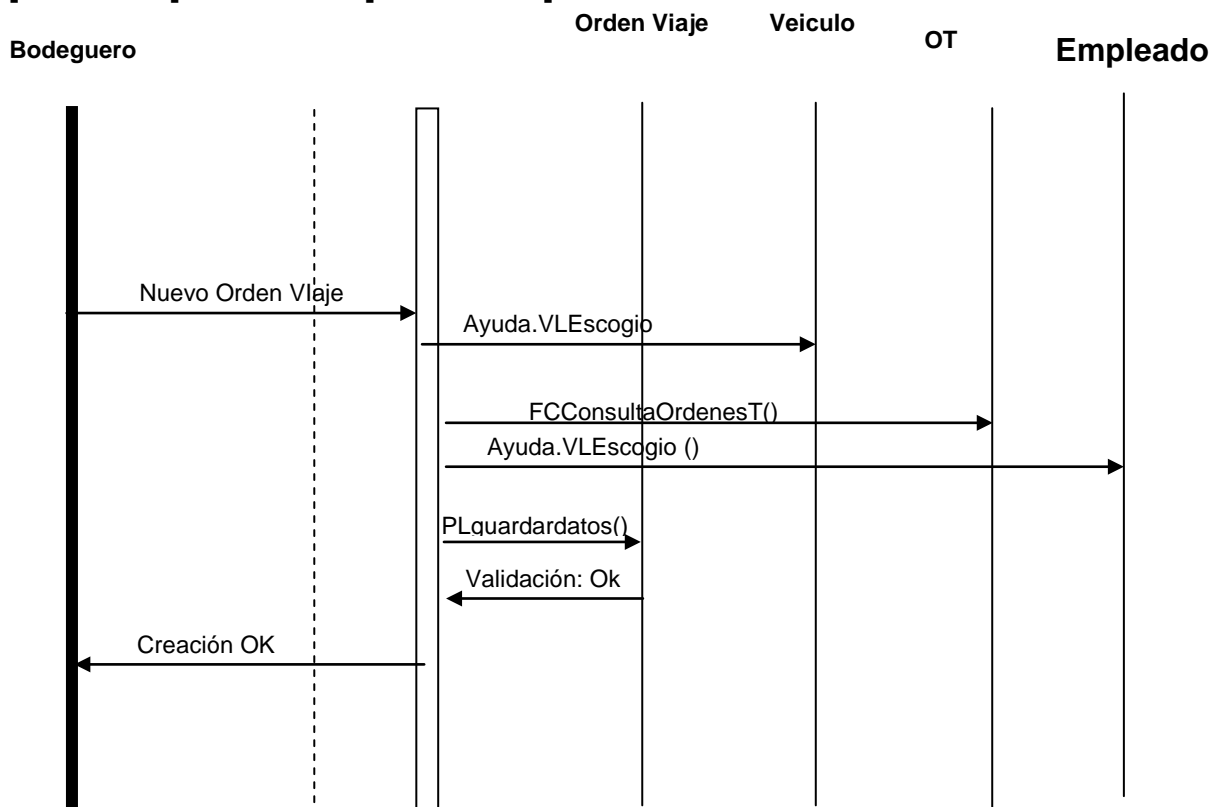 Orden Viaje
Veiculo
OT
Bodeguero
Empleado
Nuevo Orden VIaje
Ayuda.VLEscogio
FCConsultaOrdenesT()
Ayuda.VLEscogio ()
PLguardardatos()
Validación: Ok
Creación OK